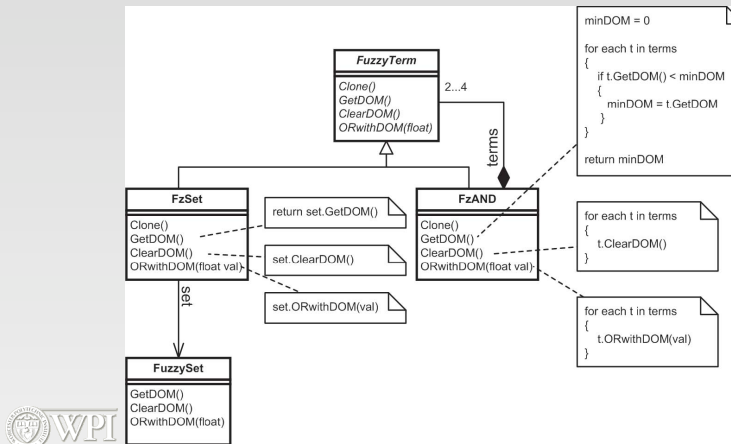 FuzzyTerm
Clone()
GetDOM()
ClearDOM()
ORwithDOM(float)
2...4
terms
minDOM = 0
for each t in terms
{
if t.GetDOM() < minDOM
{
minDOM = t.GetDOM
}
}
return minDOM
FzSet
Clone()
GetDOM()
ClearDOM()
ORwithDOM(float val)
return set.GetDOM()
set.ClearDOM()
set.ORwithDOM(val)
FzAND
Clone()
GetDOM()
ClearDOM()
ORwithDOM(float val)
for each t in terms
{
t.ClearDOM()
}
for each t in terms
{
t.ORwithDOM(val)
}
set
FuzzySet
GetDOM()
ClearDOM()
ORwithDOM(float)
WPI